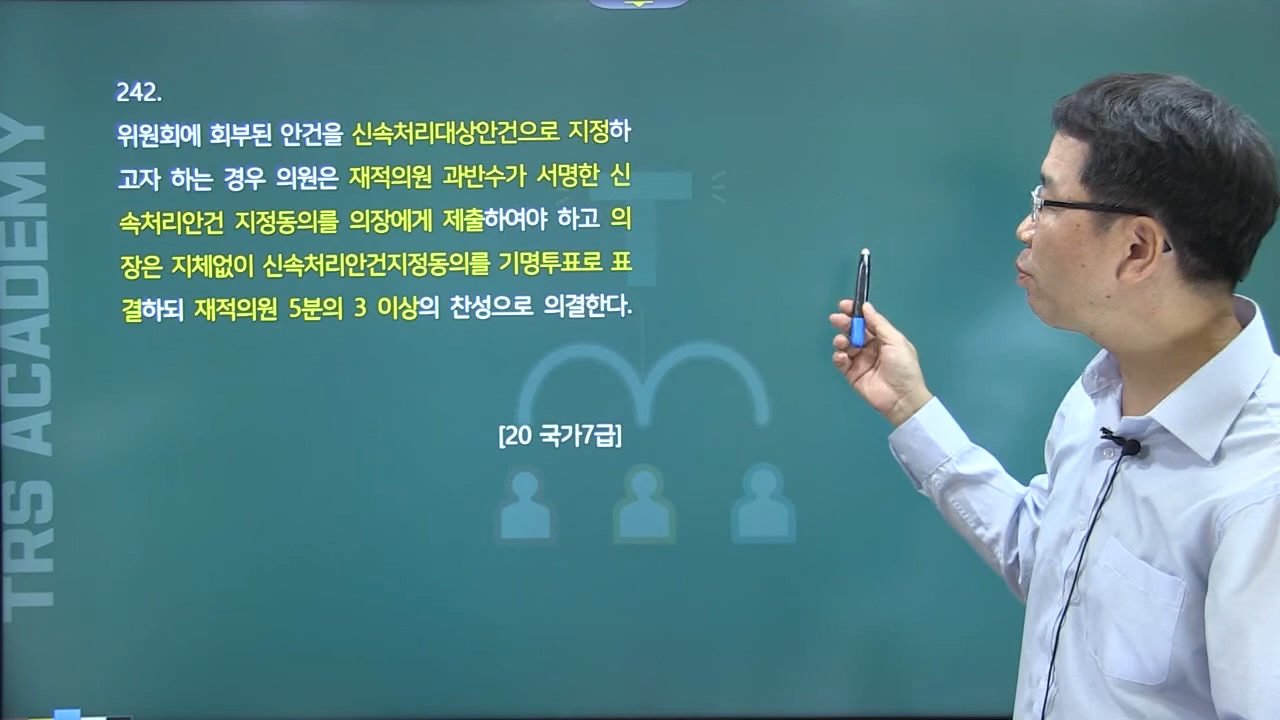 242.
위원회에 회부된 안건을 신속처리대상안건으로 지정하
고자 하는 경우 의원은 재적의원 과반수가 서명한 신
속처리안건 지정동의를 의장에게 제출하여야 하고 의
장은 지체없이 신속처리안건지정동의를 기명투표로 표
결하되 재적의원 5분의 3 이상의 찬성으로 의결한다.
[20 국가7급]
TRS ACADEMY